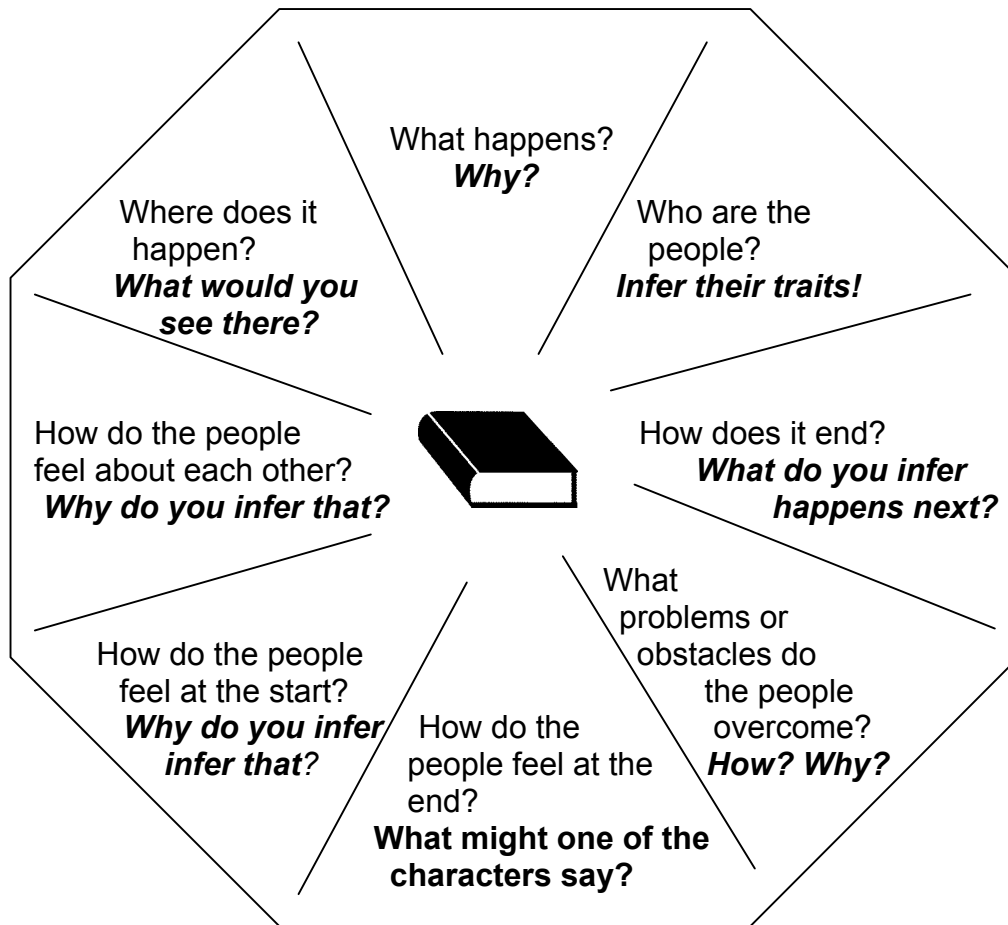 What happens?
Why?
Who are the
people?
Infer their traits!
How does it end?
What do you infer
happens next?
What
problems or
obstacles do
the people
overcome?
How? Why?
How do the
people feel at the
end?
What might one of the
characters say?
How do the people
feel at the start?
Why do you infer
infer that?
How do the people
feel about each other?
Why do you infer that?
Where does it
happen?
What would you
see there?